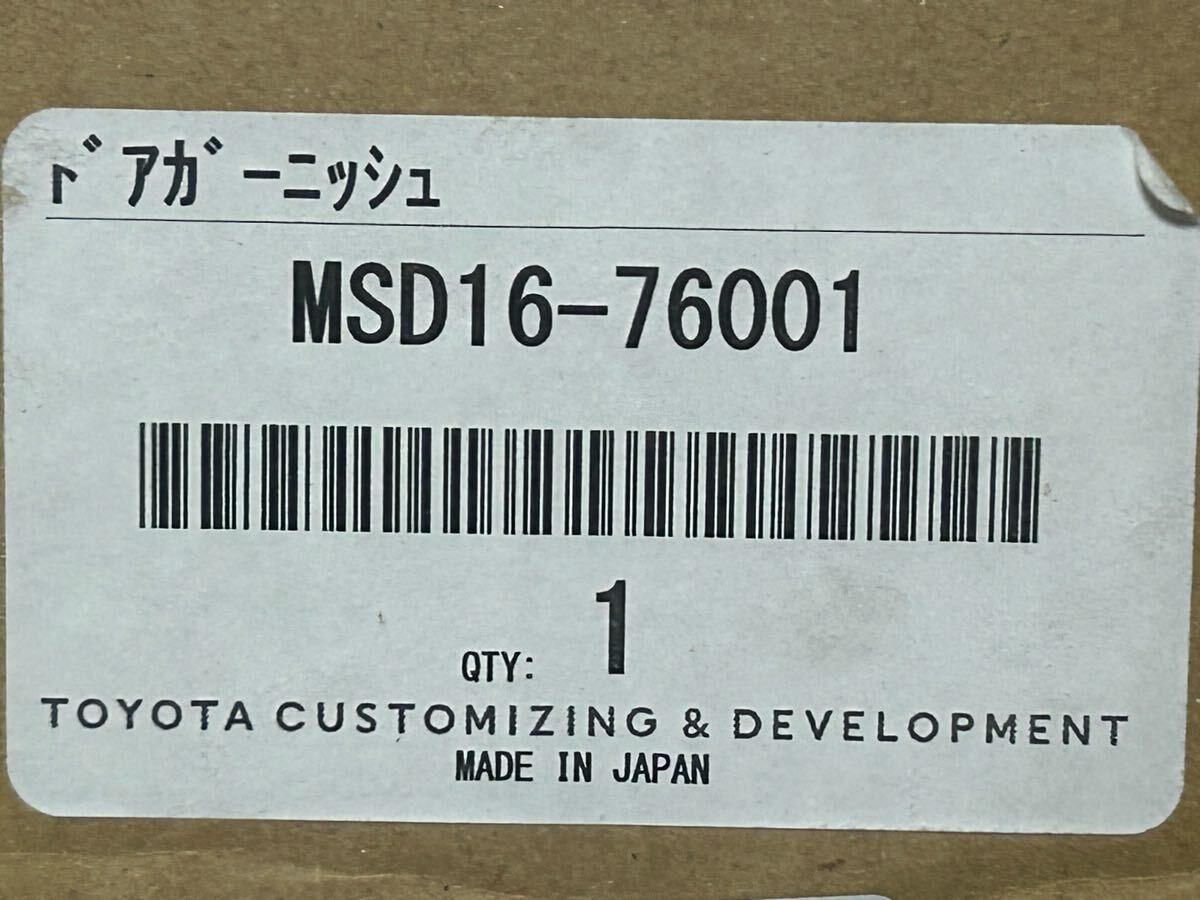 ﾄﾞｱｶﾞｰﾆｯｼｭ
MSD16-76001
QTY: 1
TOYOTA CUSTOMIZING & DEVELOPMENT
MADE IN JAPAN